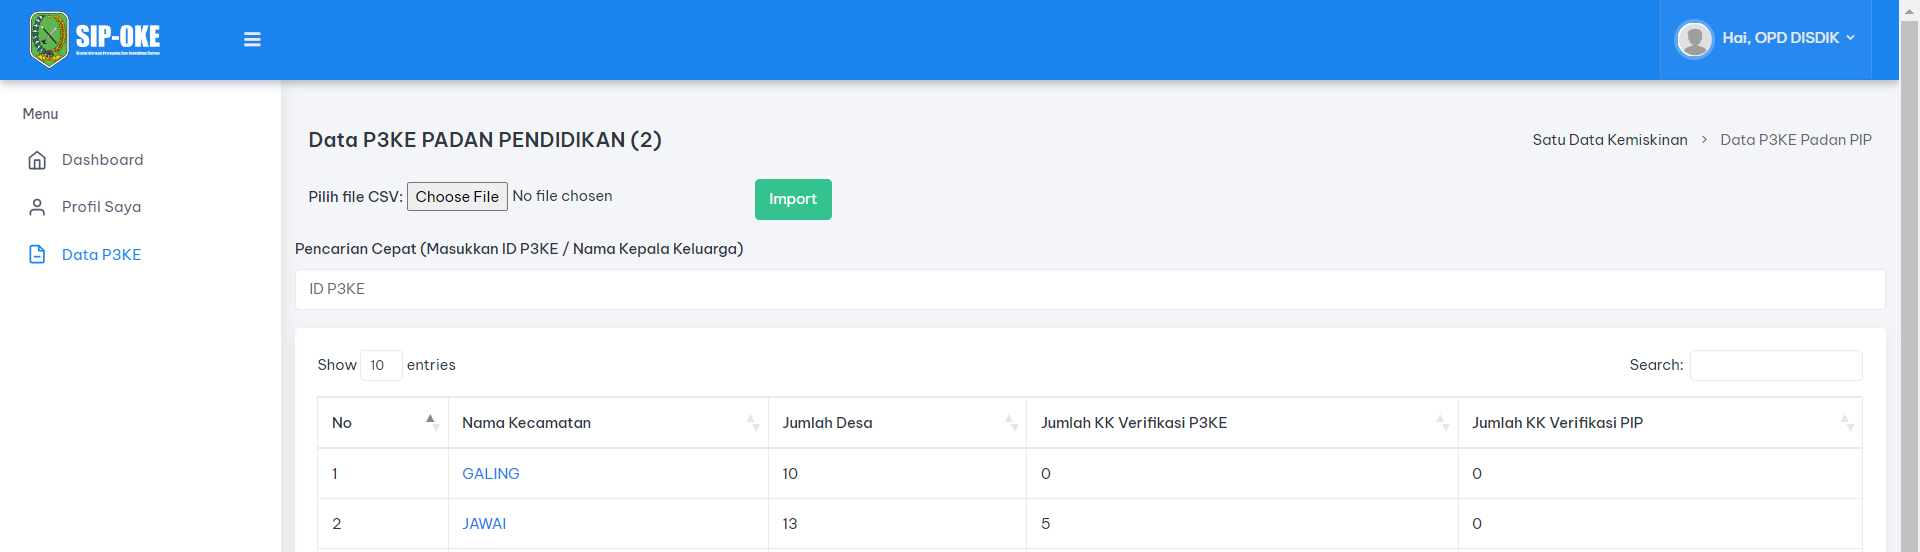 SIP-OKE
Hai, OPD DISDIK
Menu
Dashboard
Profil Saya
Data P3KE
Data P3KE PADAN PENDIDIKAN (2)
Satu Data Kemiskinan > Data P3KE Padan PIP
Pilih file CSV: Choose File No file chosen
Import
Pencarian Cepat (Masukkan ID P3KE / Nama Kepala Keluarga)
ID P3KE
Show 10 entries
Search:
No Nama Kecamatan Jumlah Desa Jumlah KK Verifikasi P3KE Jumlah KK Verifikasi PIP
1 GALING 10 0 0
2 JAWAI 13 5 0